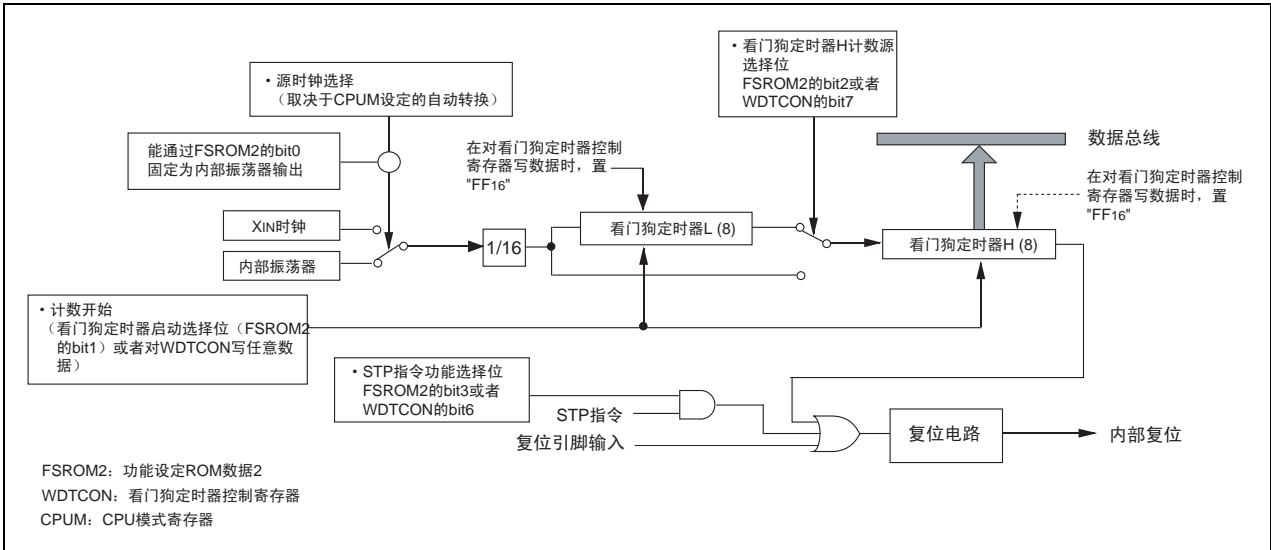 ・源时钟选择
（取决于CPUM设定的自动转换）
・看门狗定时器H计数源
选择位
FSROM2的bit2或者
WDTCON的bit7
能通过FSROM2的bit0
固定为内部振荡器输出
在对看门狗定时器控制
寄存器写数据时，置
"FF16"
数据总线
在对看门狗定时器控制
寄存器写数据时，置
"FF16"
XIN时钟
内部振荡器
1/16
看门狗定时器L (8)
看门狗定时器H (8)
・计数开始
（看门狗定时器启动选择位（FSROM2
的bit1）或者对WDTCON写任意数
据）
・STP指令功能选择位
FSROM2的bit3或者
WDTCON的bit6
STP指令
复位引脚输入
复位电路
内部复位
FSROM2：功能设定ROM数据2
WDTCON：看门狗定时器控制寄存器
CPUM：CPU模式寄存器